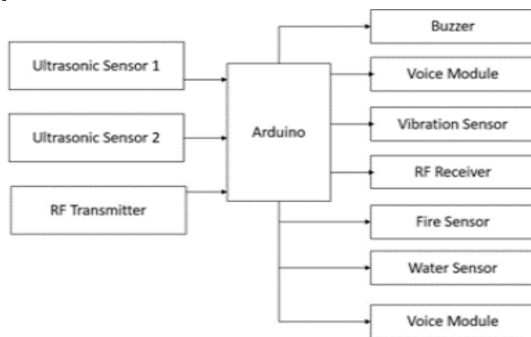 Ultrasonic Sensor 1
Ultrasonic Sensor 2
RF Transmitter
Arduino
Buzzer
Voice Module
Vibration Sensor
RF Receiver
Fire Sensor
Water Sensor
Voice Module